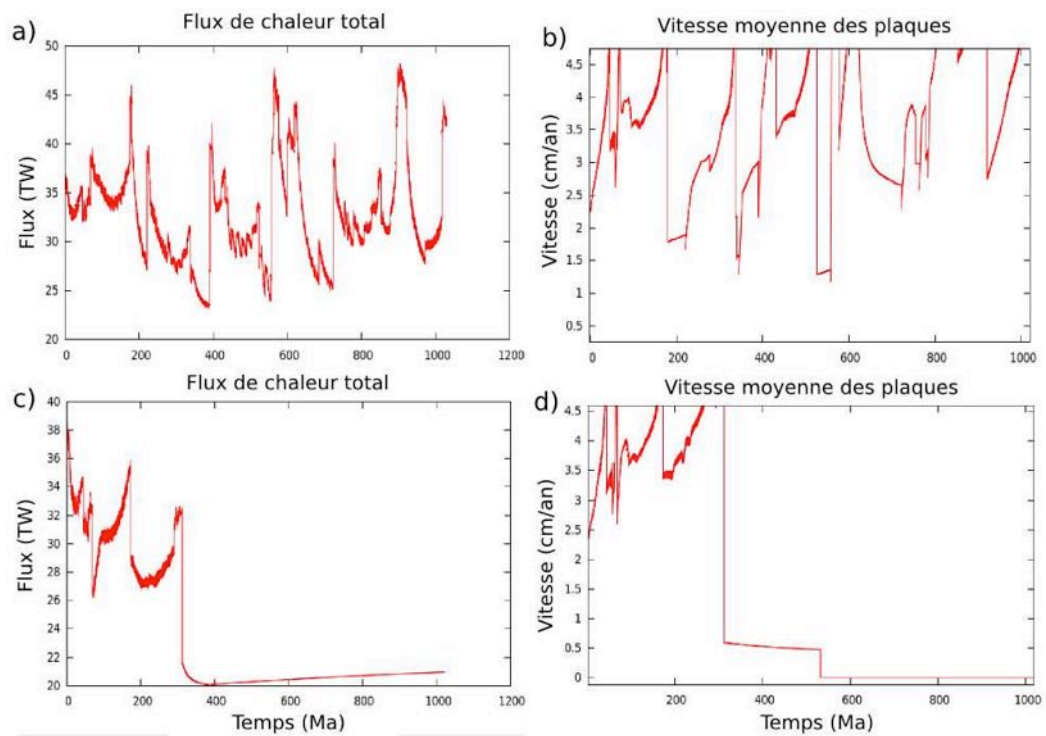 a)
Flux de chaleur total
Flux (TW)
50
45
40
35
30
25
20
0 200 400 600 800 1000 1200
b)
Vitesse moyenne des plaques
Vitesse (cm/an)
4.5
4
3.5
3
2.5
2
1.5
1
0.5
0 200 400 600 800 1000
c)
Flux de chaleur total
Flux (TW)
40
38
36
34
32
30
28
26
24
22
20
0 200 400 600 800 1000 1200
Temps (Ma)
d)
Vitesse moyenne des plaques
Vitesse (cm/an)
4.5
4
3.5
3
2.5
2
1.5
1
0.5
0
200 400 600 800 1000
Temps (Ma)